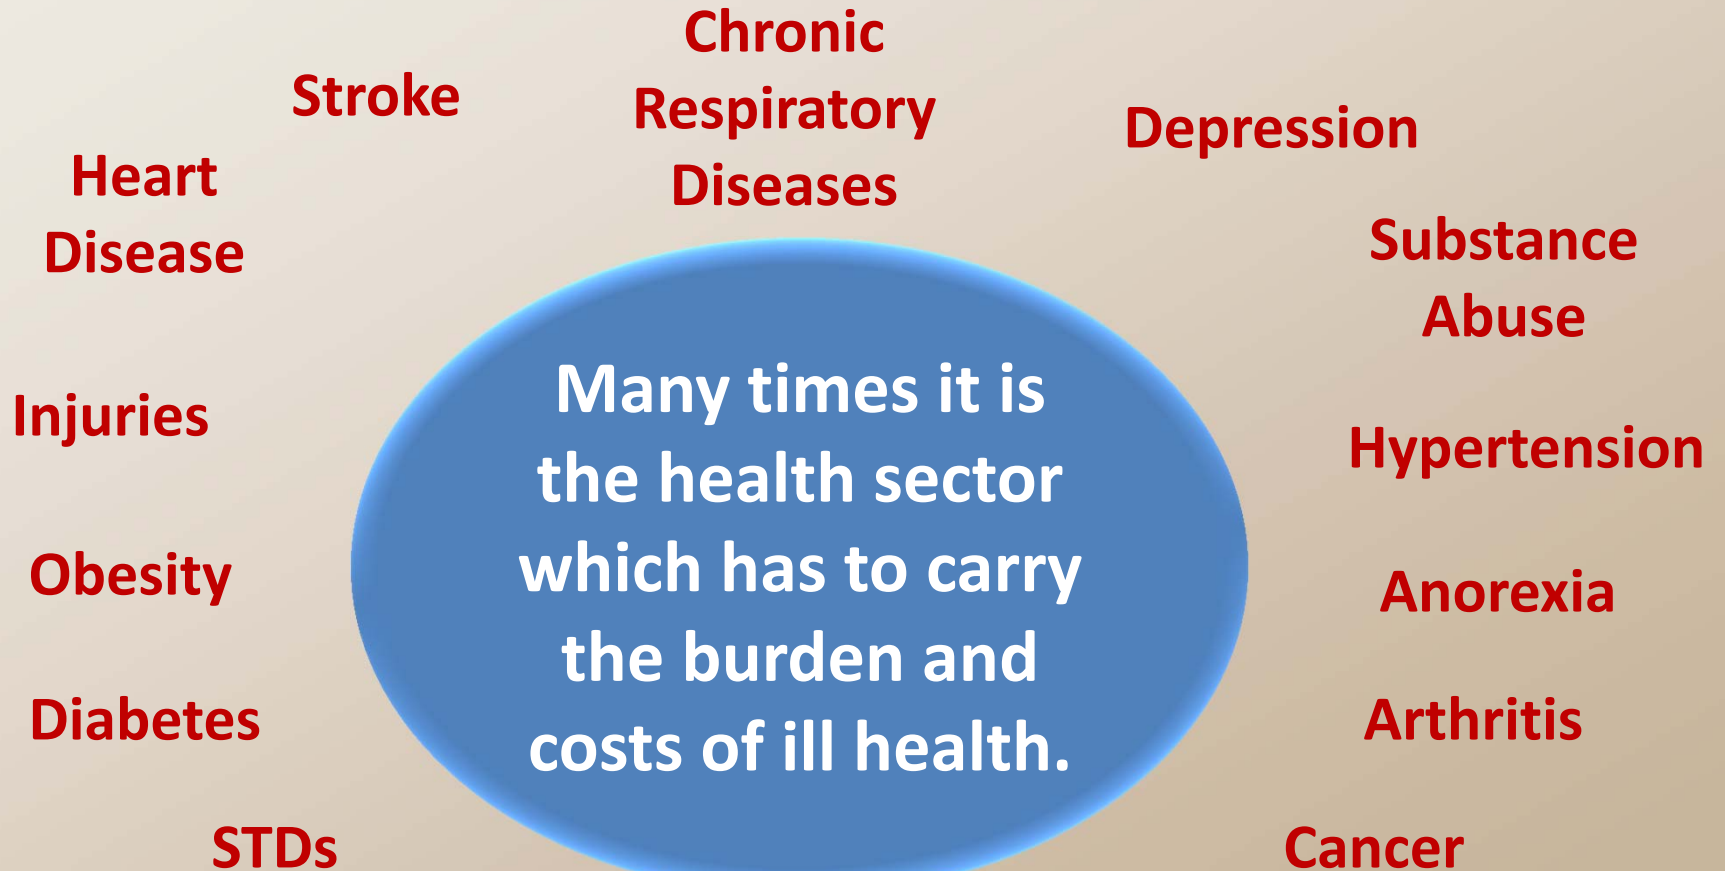 Chronic
Respiratory
Diseases
Stroke
Depression
Heart
Disease
Substance
Abuse
Injuries
Hypertension
Obesity
Anorexia
Diabetes
Arthritis
STDs
Cancer
Many times it is
the health sector
which has to carry
the burden and
costs of ill health.